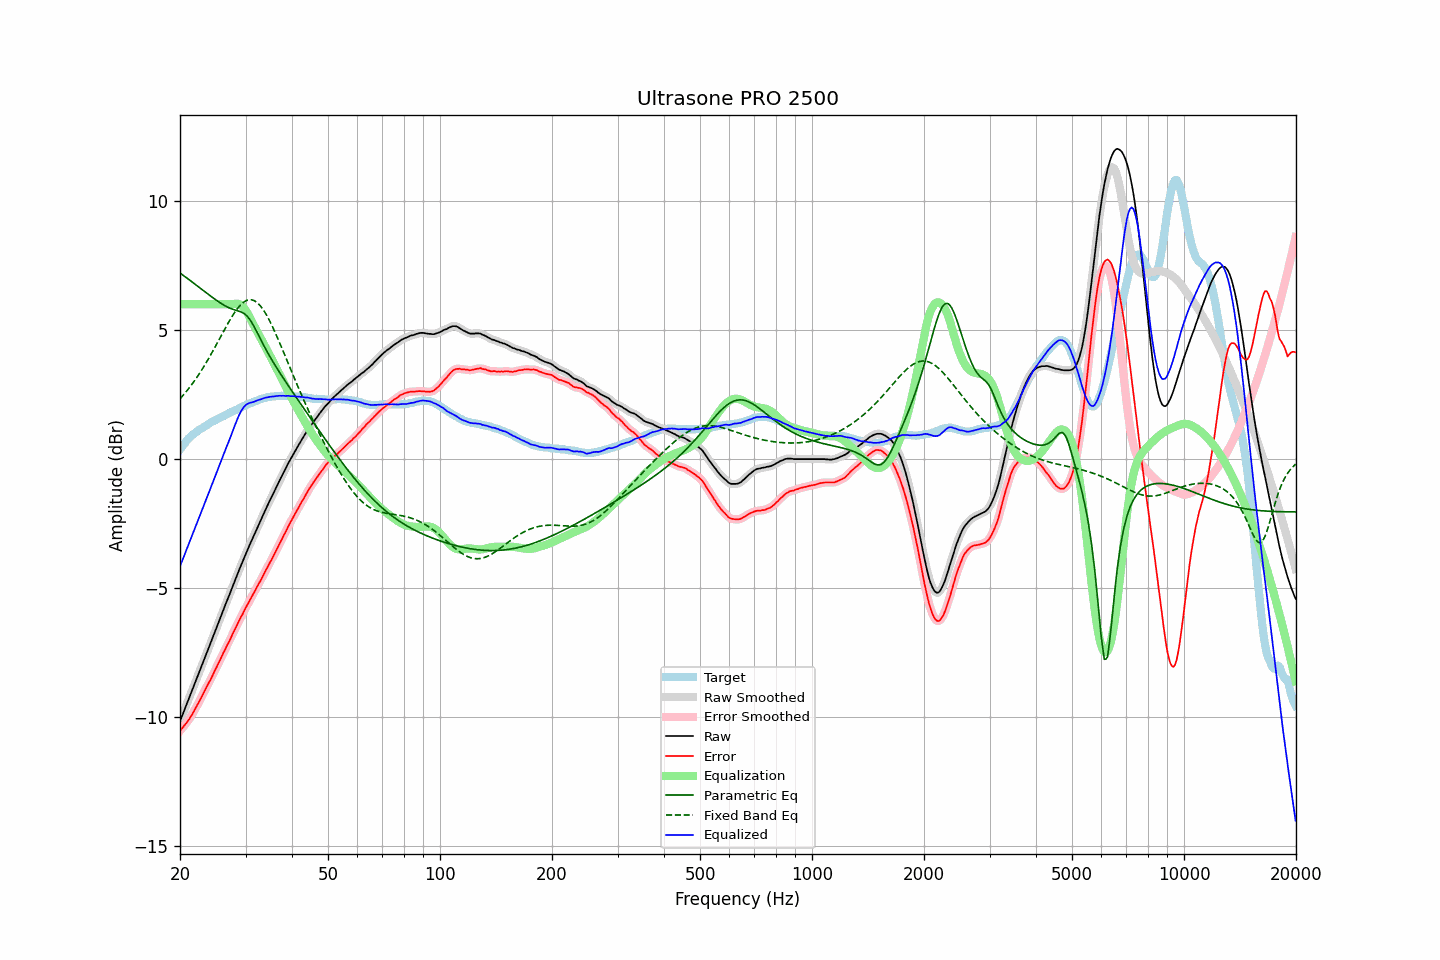 Ultrasone PRO 2500
Amplitude (dBr)
10
5
0
−5
−10
−15
Target
Raw Smoothed
Error Smoothed
Raw
Error
Equalization
Parametric Eq
Fixed Band Eq
Equalized
20 50 100 200 500 1000 2000 5000 10000 20000
Frequency (Hz)